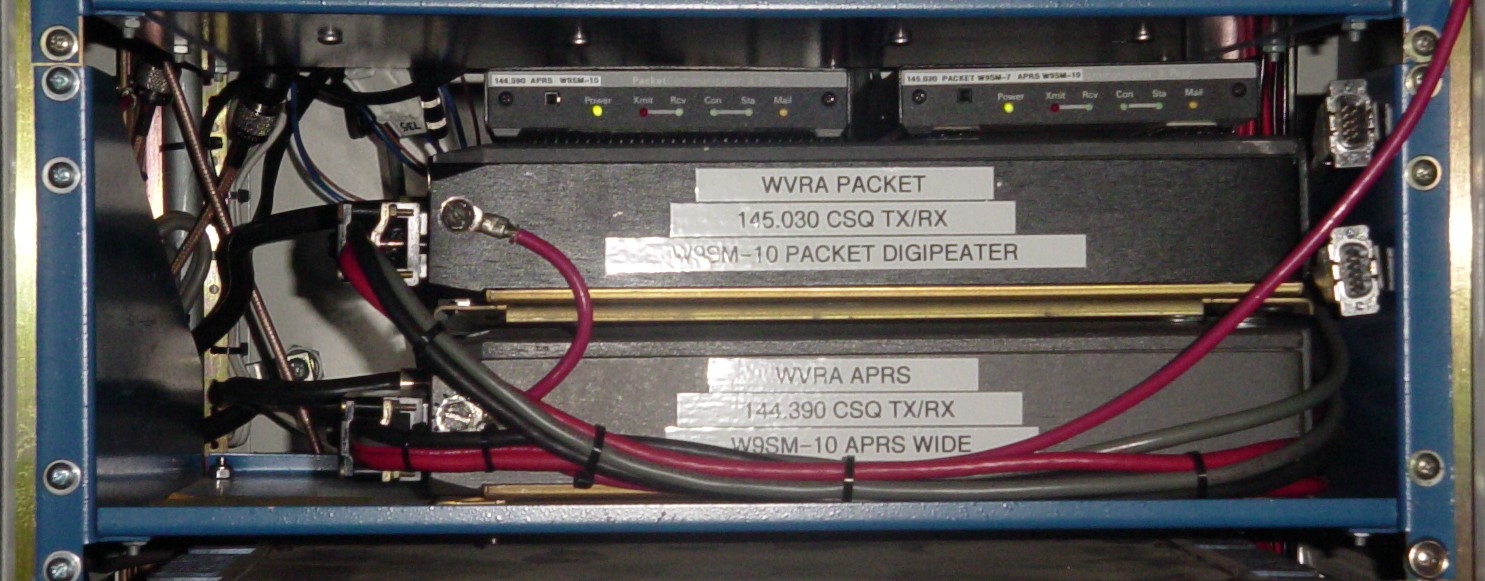 144.390 APRS W9SM-10 Packet
Power Xmit Rcv Con Sta Mail
145.030 PACKET W9SM-7 APRS W9SM-10
Power Xmit Rcv Con Sta Mail
SEL
WVRA PACKET
145.030 CSQ TX/RX
W9SM-10 PACKET DIGIPEATER
WVRA APRS
144.390 CSQ TX/RX
W9SM-10 APRS WIDE